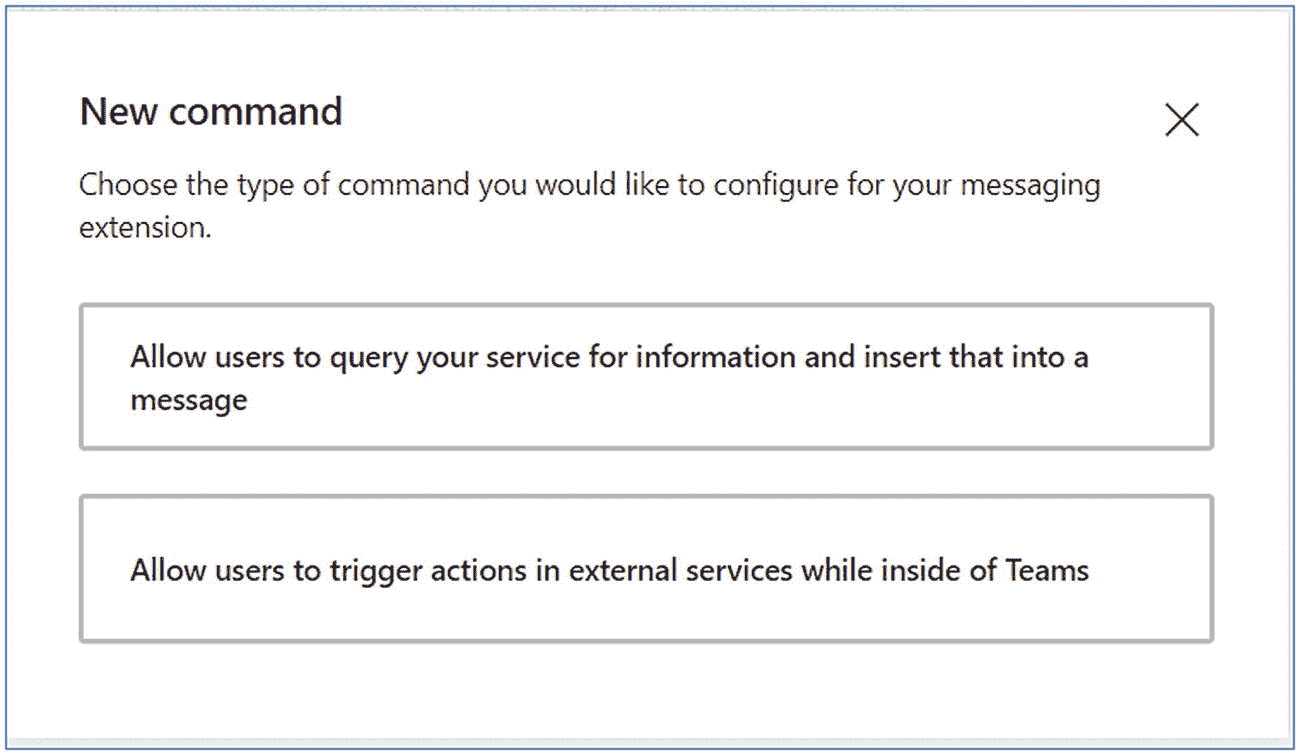 New command
Choose the type of command you would like to configure for your messaging
extension.
Allow users to query your service for information and insert that into a
message
Allow users to trigger actions in external services while inside of Teams